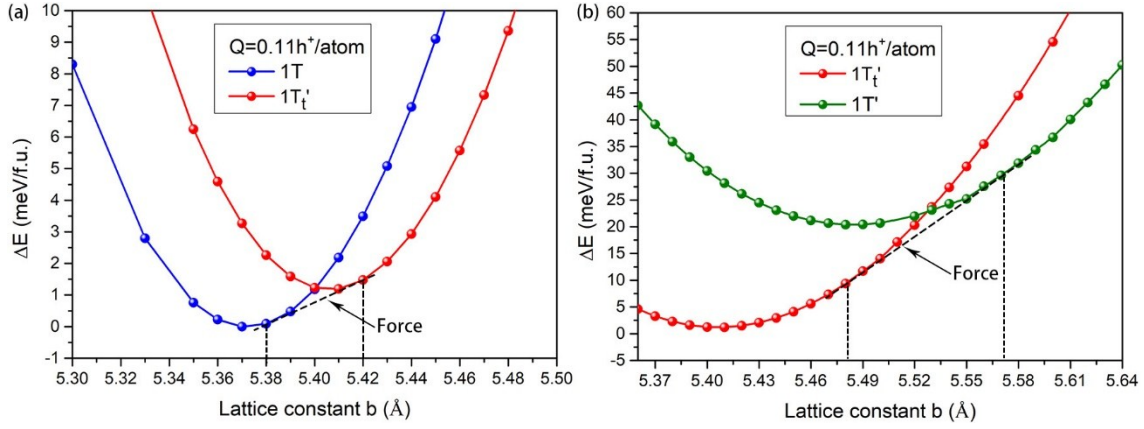 (a)
10
9
8
7
6
5
4
3
2
1
0
-1
ΔE (meV/f.u.)
Q=0.11h⁺/atom
1T
1Tₜ'
Force
5.30 5.32 5.34 5.36 5.38 5.40 5.42 5.44 5.46 5.48 5.50
Lattice constant b (Å)
(b)
60
55
50
45
40
35
30
25
20
15
10
5
0
-5
ΔE (meV/f.u.)
Q=0.11h⁺/atom
1Tₜ'
1T'
Force
5.37 5.40 5.43 5.46 5.49 5.52 5.55 5.58 5.61 5.64
Lattice constant b (Å)